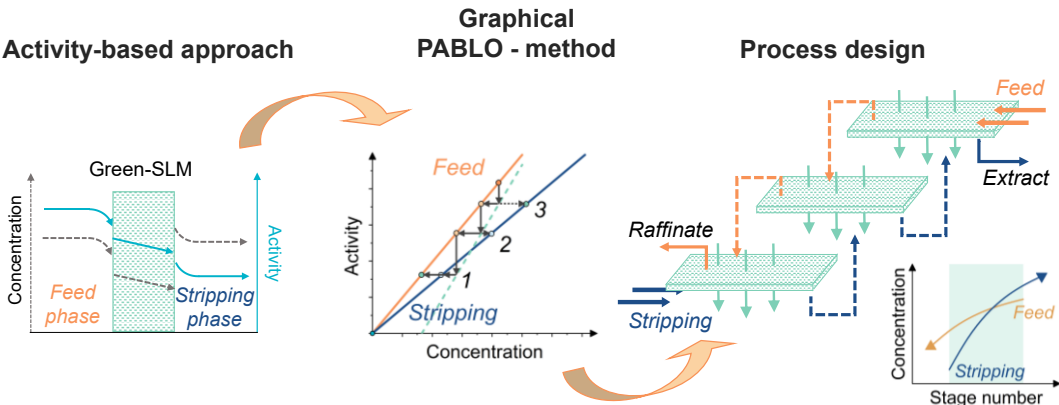 Activity-based approach
Graphical
PABLO - method
Process design
Green-SLM
Concentration
Activity
Feed
phase
Stripping
phase
Activity
Feed
Stripping
1
2
3
Concentration
Feed
Extract
Raffinate
Stripping
Concentration
Feed
Stripping
Stage number